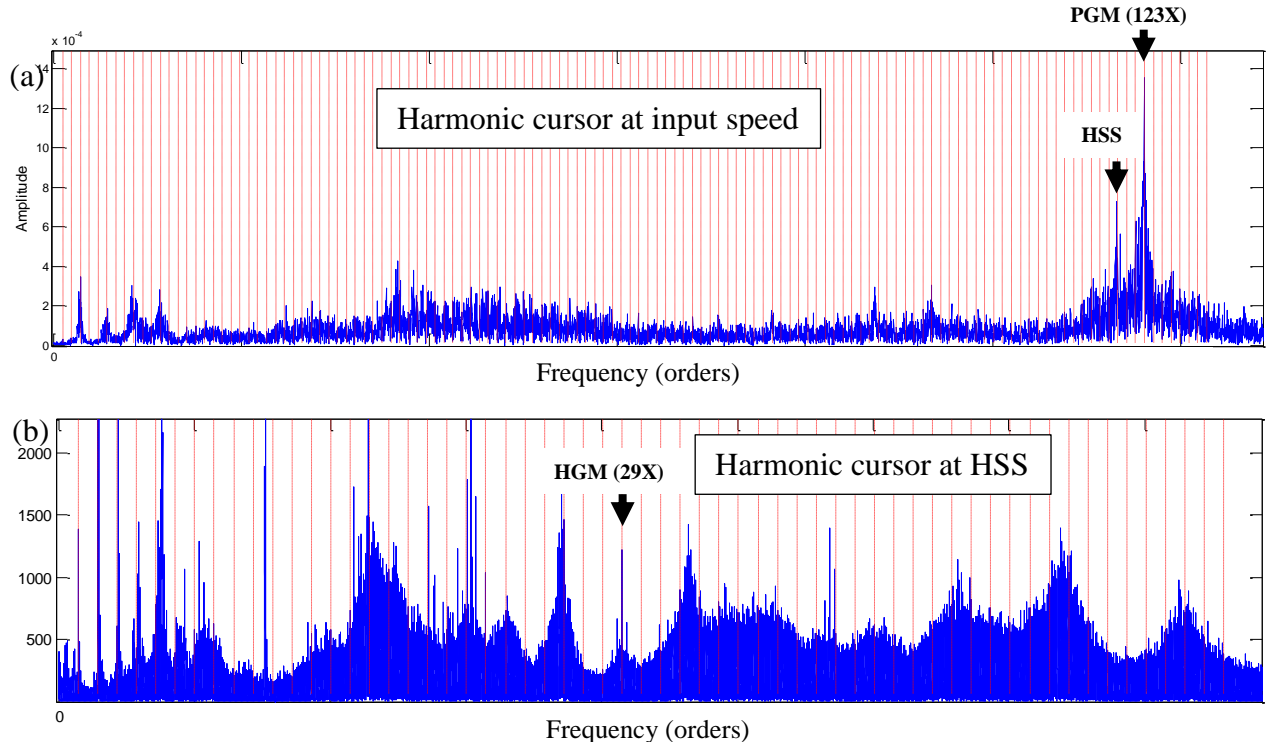 PGM (123X)
x 10⁻⁴
(a)
14
12
10
8
6
4
2
0
Amplitude
Harmonic cursor at input speed
HSS
0
Frequency (orders)
(b)
2000
1500
1000
500
HGM (29X)
Harmonic cursor at HSS
0
Frequency (orders)